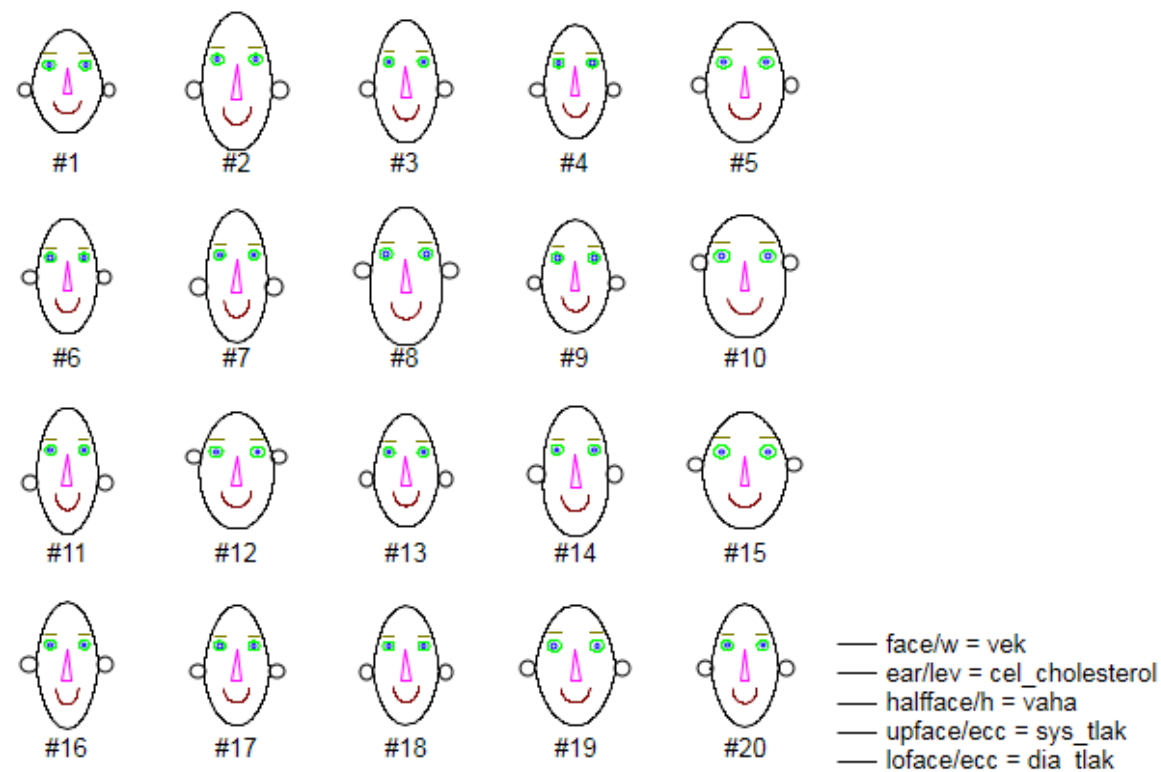 #1 #2 #3 #4 #5
#6 #7 #8 #9 #10
#11 #12 #13 #14 #15
#16 #17 #18 #19 #20
face/w = vek
ear/lev = cel_cholesterol
halfface/h = vaha
upface/ecc = sys_tlak
loface/ecc = dia_tlak